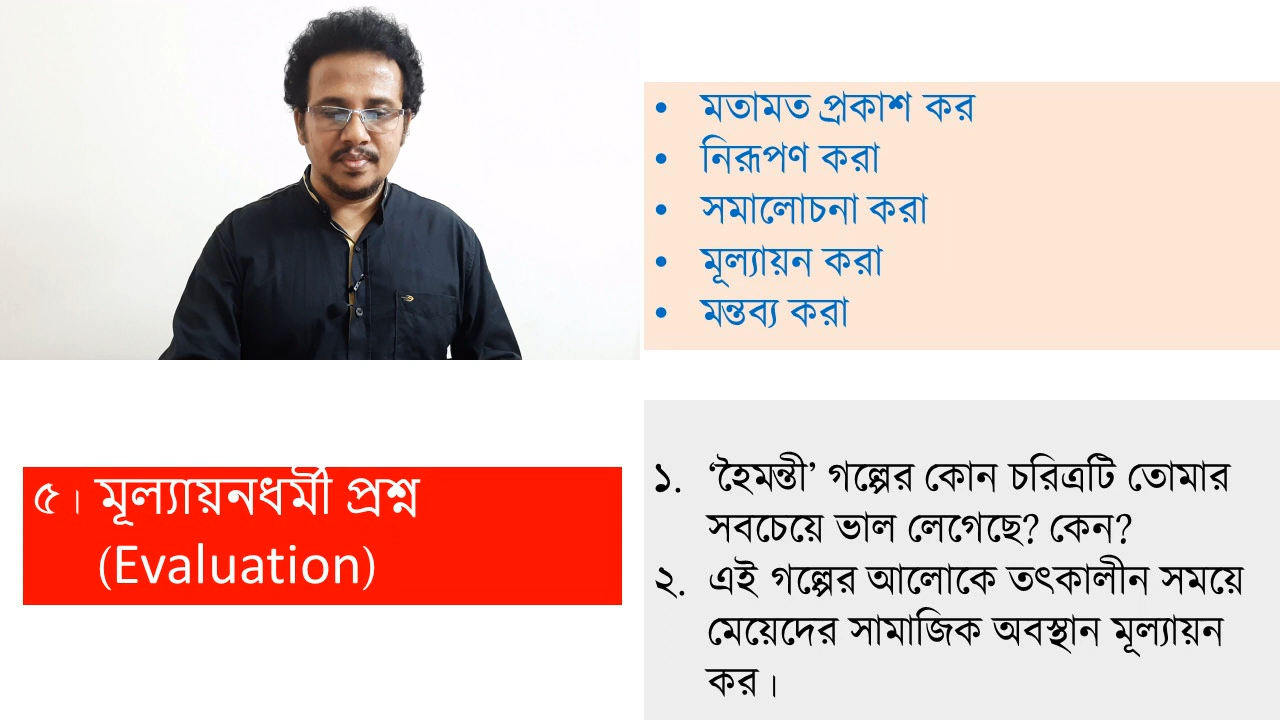 • মতামত প্রকাশ কর
• নিরূপণ করা
• সমালোচনা করা
• মূল্যায়ন করা
• মন্তব্য করা
৫। মূল্যায়নধর্মী প্রশ্ন
(Evaluation)
১. ‘হৈমন্তী’ গল্পের কোন চরিত্রটি তোমার
সবচেয়ে ভাল লেগেছে? কেন?
২. এই গল্পের আলোকে তৎকালীন সময়ে
মেয়েদের সামাজিক অবস্থান মূল্যায়ন
কর।